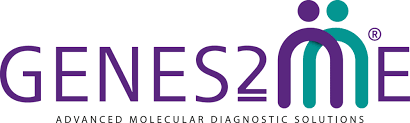 GENES2ME®
ADVANCED MOLECULAR DIAGNOSTIC SOLUTIONS